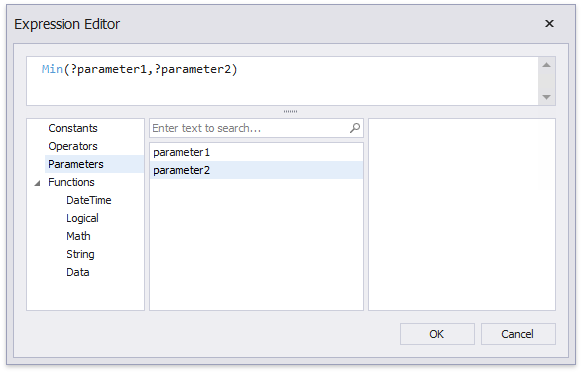 Expression Editor
Min(?parameter1,?parameter2)
Constants
Operators
Parameters
Functions
DateTime
Logical
Math
String
Data
Enter text to search...
parameter1
parameter2
OK
Cancel